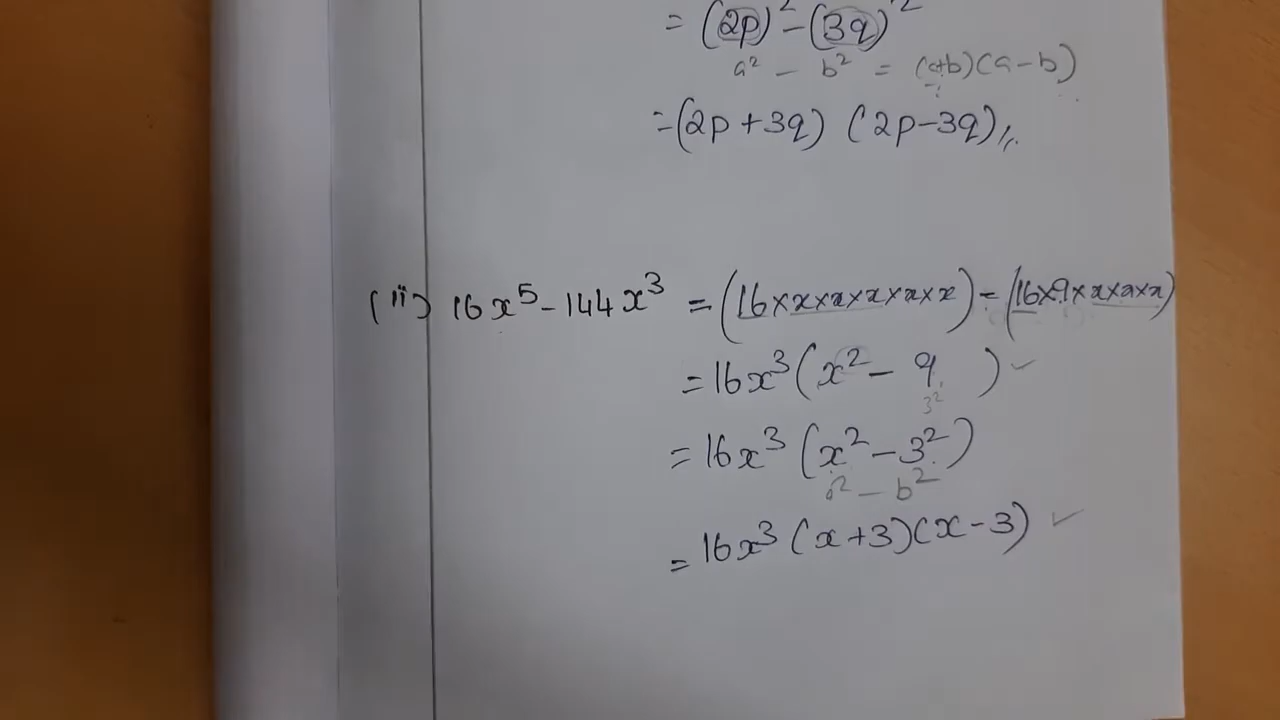 = (2p)² - (3q)²
a² - b² = (a+b)(a-b)
= (2p + 3q) (2p - 3q)//.
(ii) 16x⁵ - 144x³ = (16×x×x×x×x×x) - (16×9×x×x×x)
= 16x³ (x² - 9 ) ✓
3²
= 16x³ (x² - 3²)
a² - b²
= 16x³ (x + 3)(x - 3) ✓